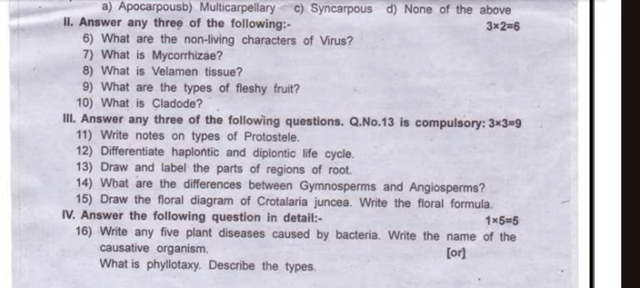 a) Apocarpousb) Multicarpellary c) Syncarpous d) None of the above
II. Answer any three of the following:- 3×2=6
6) What are the non-living characters of Virus?
7) What is Mycorrhizae?
8) What is Velamen tissue?
9) What are the types of fleshy fruit?
10) What is Cladode?
III. Answer any three of the following questions. Q.No.13 is compulsory: 3×3=9
11) Write notes on types of Protostele.
12) Differentiate haplontic and diplontic life cycle.
13) Draw and label the parts of regions of root.
14) What are the differences between Gymnosperms and Angiosperms?
15) Draw the floral diagram of Crotalaria juncea. Write the floral formula.
IV. Answer the following question in detail:- 1×5=5
16) Write any five plant diseases caused by bacteria. Write the name of the
causative organism. [or]
What is phyllotaxy. Describe the types.